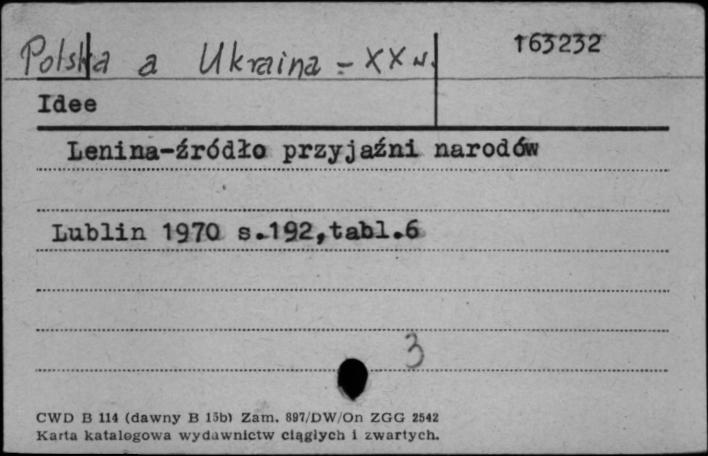 Polska a Ukraina - XX w.
163232
Idee
Lenina-źródło przyjaźni narodów
Lublin 1970 s.192,tabl.6
3
CWD B 114 (dawny B 15b) Zam. 897/DW/On ZGG 2542
Karta katalogowa wydawnictw ciągłych i zwartych.